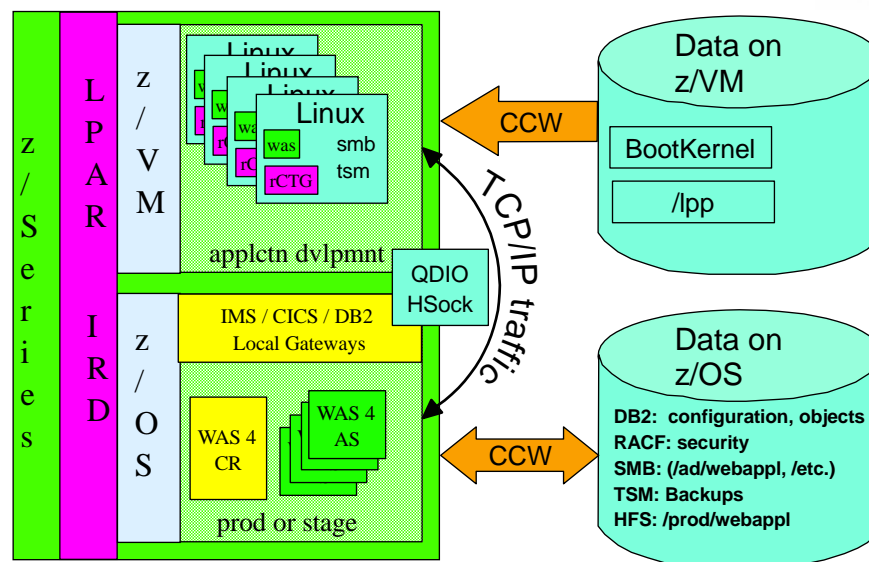 z/Series
LPAR IRD
z/VM
Linux
was
rC
Linux
was
rC
Linux
was
rC
Linux
was
smb
rCTG
tsm
applctn dvlpmnt
QDIO
HSock
TCP/IP traffic
z/OS
IMS / CICS / DB2
Local Gateways
WAS 4
CR
WAS 4
AS
prod or stage
CCW
Data on
z/VM
BootKernel
/lpp
CCW
Data on
z/OS
DB2: configuration, objects
RACF: security
SMB: (/ad/webappl, /etc.)
TSM: Backups
HFS: /prod/webappl